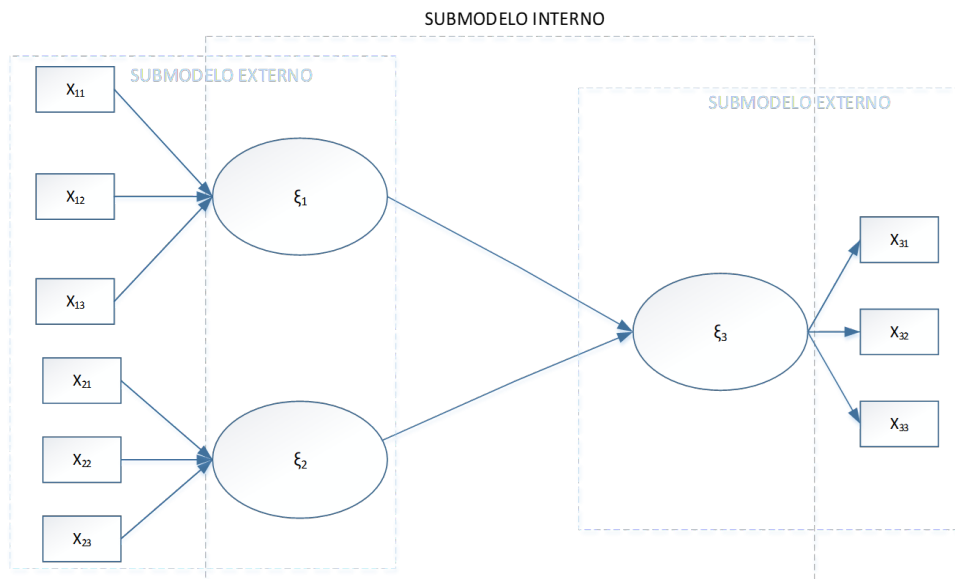 SUBMODELO INTERNO
SUBMODELO EXTERNO
SUBMODELO EXTERNO
X₁₁
X₁₂
ξ₁
X₁₃
X₃₁
X₃₂
ξ₃
X₂₁
X₃₃
X₂₂
ξ₂
X₂₃